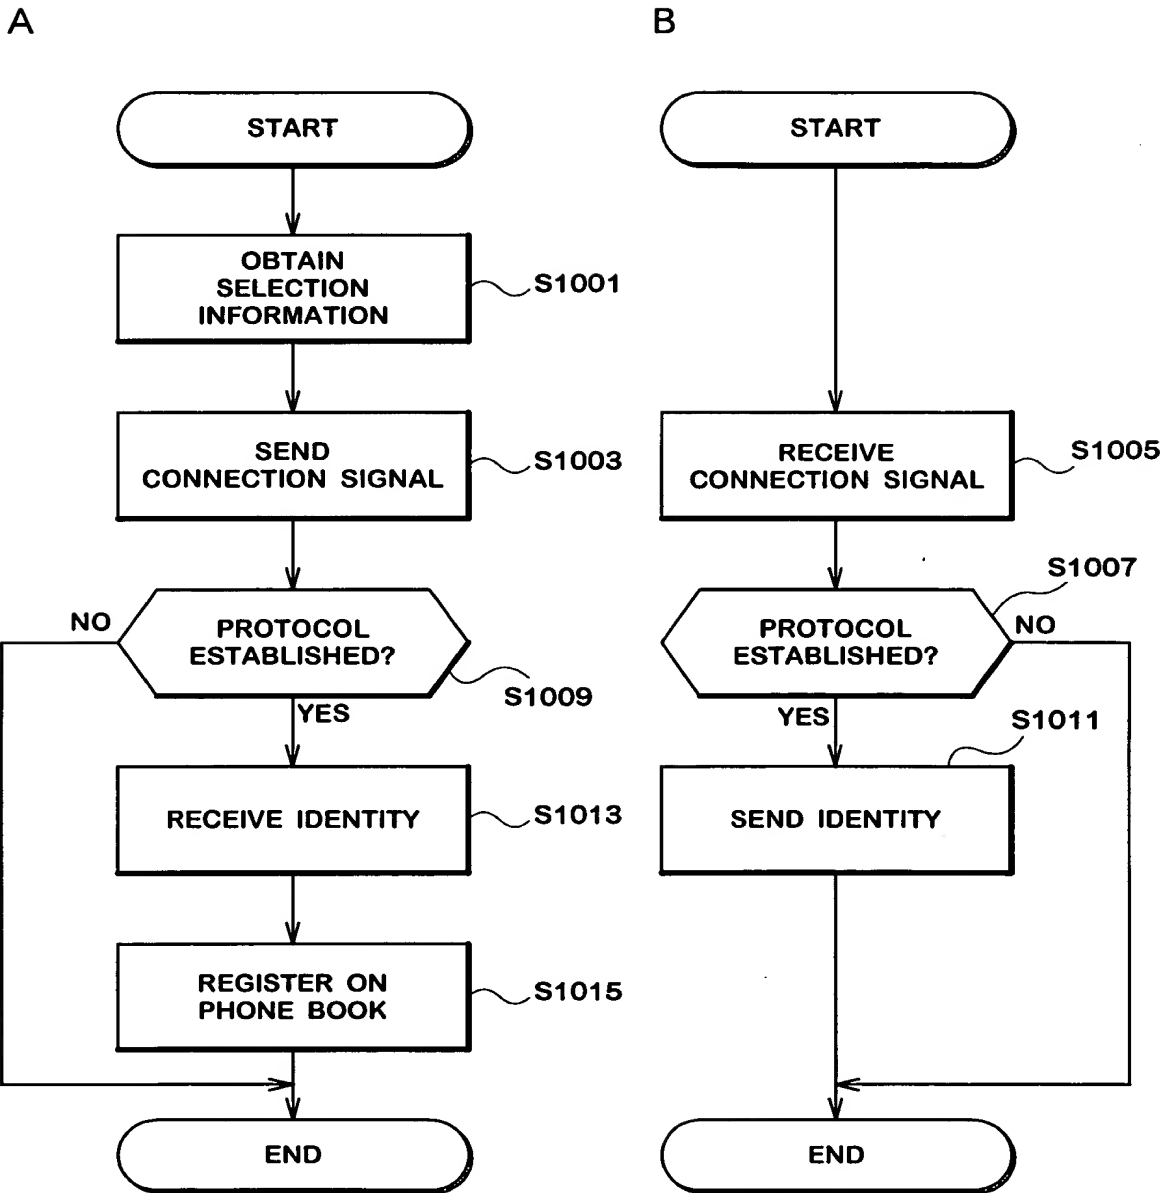 A
START
OBTAIN
SELECTION
INFORMATION
S1001
SEND
CONNECTION SIGNAL
S1003
PROTOCOL
ESTABLISHED?
NO
S1009
YES
RECEIVE IDENTITY
S1013
REGISTER ON
PHONE BOOK
S1015
END
B
START
RECEIVE
CONNECTION SIGNAL
S1005
S1007
PROTOCOL
ESTABLISHED?
NO
YES
S1011
SEND IDENTITY
END